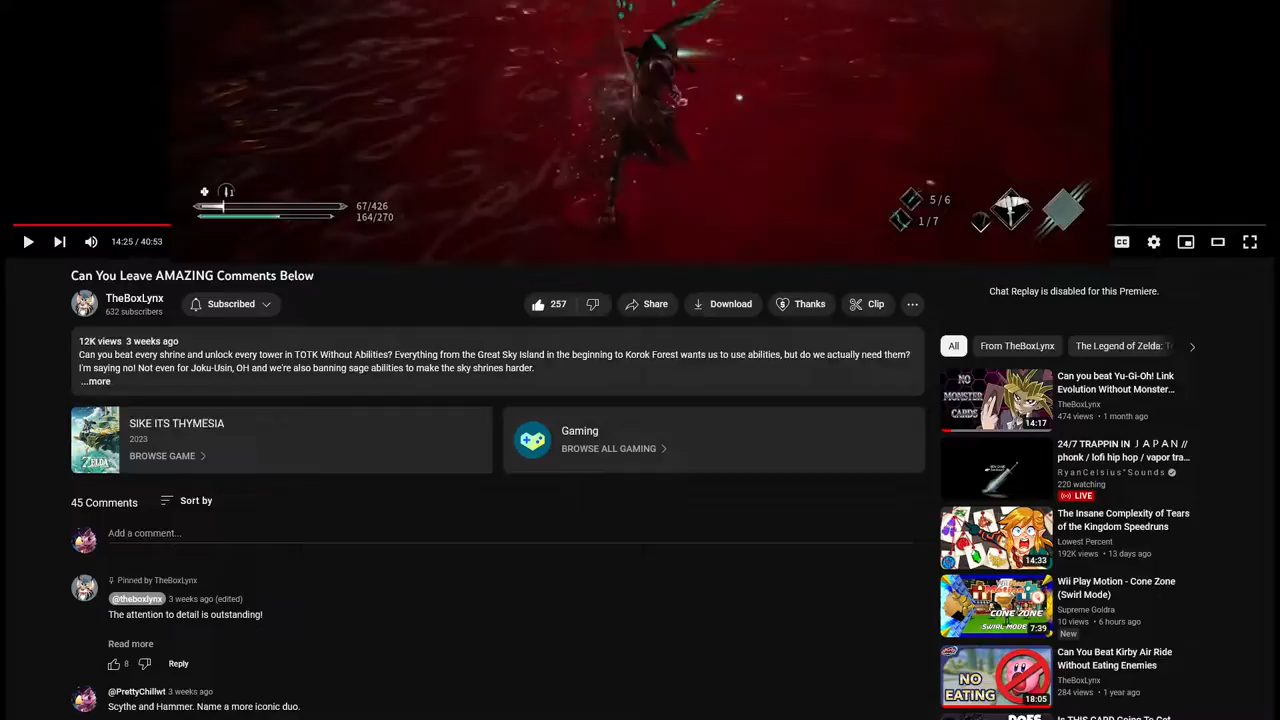 67/426
164/270
5/6
1/7
14:25 / 40:53
Can You Leave AMAZING Comments Below
TheBoxLynx
632 subscribers
Subscribed
257
Share
Download
Thanks
Clip
12K views 3 weeks ago
Can you beat every shrine and unlock every tower in TOTK Without Abilities? Everything from the Great Sky Island in the beginning to Korok Forest wants us to use abilities, but do we actually need them?
I'm saying no! Not even for Joku-Usin, OH and we're also banning sage abilities to make the sky shrines harder.
...more
SIKE ITS THYMESIA
2023
BROWSE GAME
ZELDA
Gaming
BROWSE ALL GAMING
45 Comments
Sort by
Add a comment...
Pinned by TheBoxLynx
@theboxlynx 3 weeks ago (edited)
The attention to detail is outstanding!
Read more
8
Reply
@PrettyChillwt 3 weeks ago
Scythe and Hammer. Name a more iconic duo.
CC
Chat Replay is disabled for this Premiere.
All
From TheBoxLynx
The Legend of Zelda:
NO
MONSTER
CARDS
14:17
Can you beat Yu-Gi-Oh! Link
Evolution Without Monster...
TheBoxLynx
474 views • 1 month ago
24/7 TRAPPIN IN J A P A N //
phonk / lofi hip hop / vapor tra...
RyanCelsius°Sounds
220 watching
LIVE
14:33
The Insane Complexity of Tears
of the Kingdom Speedruns
Lowest Percent
192K views • 13 days ago
CONE ZONE
SWIRL MODE
7:39
Wii Play Motion - Cone Zone
(Swirl Mode)
Supreme Goldra
10 views • 6 hours ago
New
NO
EATING
18:05
Can You Beat Kirby Air Ride
Without Eating Enemies
TheBoxLynx
284 views • 1 year ago